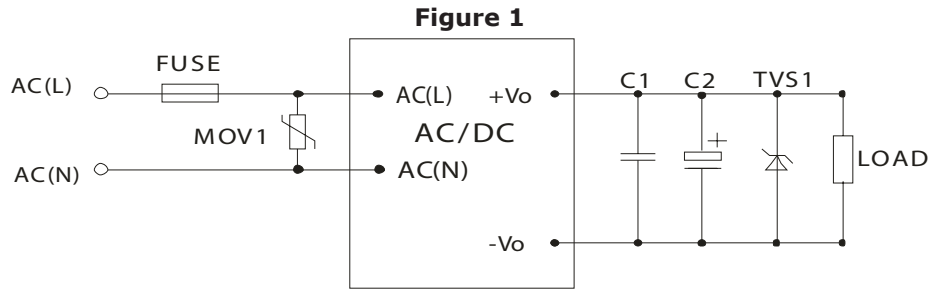 Figure 1
FUSE
AC(L)
MOV1
AC(N)
AC(L)
+Vo
AC/DC
AC(N)
-Vo
C1
C2
TVS1
+
LOAD